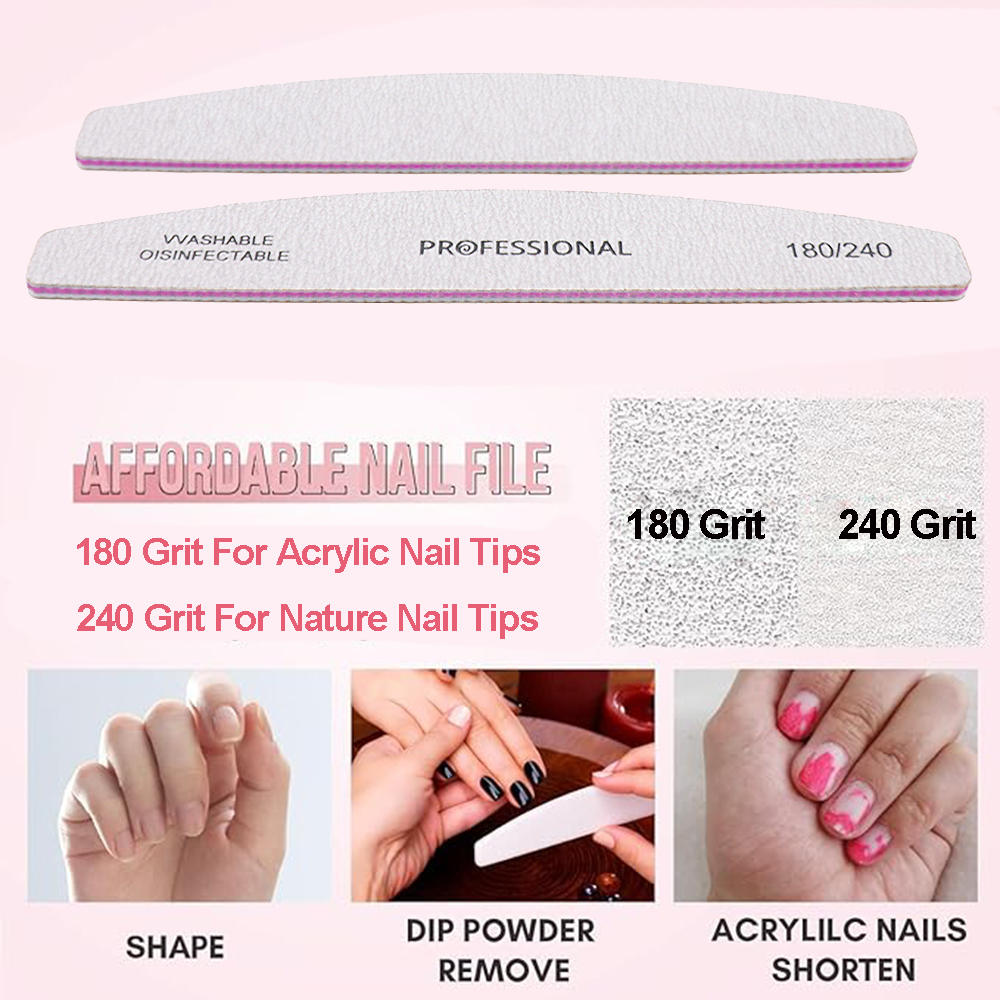 VVASHABLE
OISINFECTABLE
PROFESSIONAL
180/240
AFFORDABLE NAIL FILE
180 Grit For Acrylic Nail Tips
240 Grit For Nature Nail Tips
180 Grit
240 Grit
SHAPE
DIP POWDER
REMOVE
ACRYLILC NAILS
SHORTEN